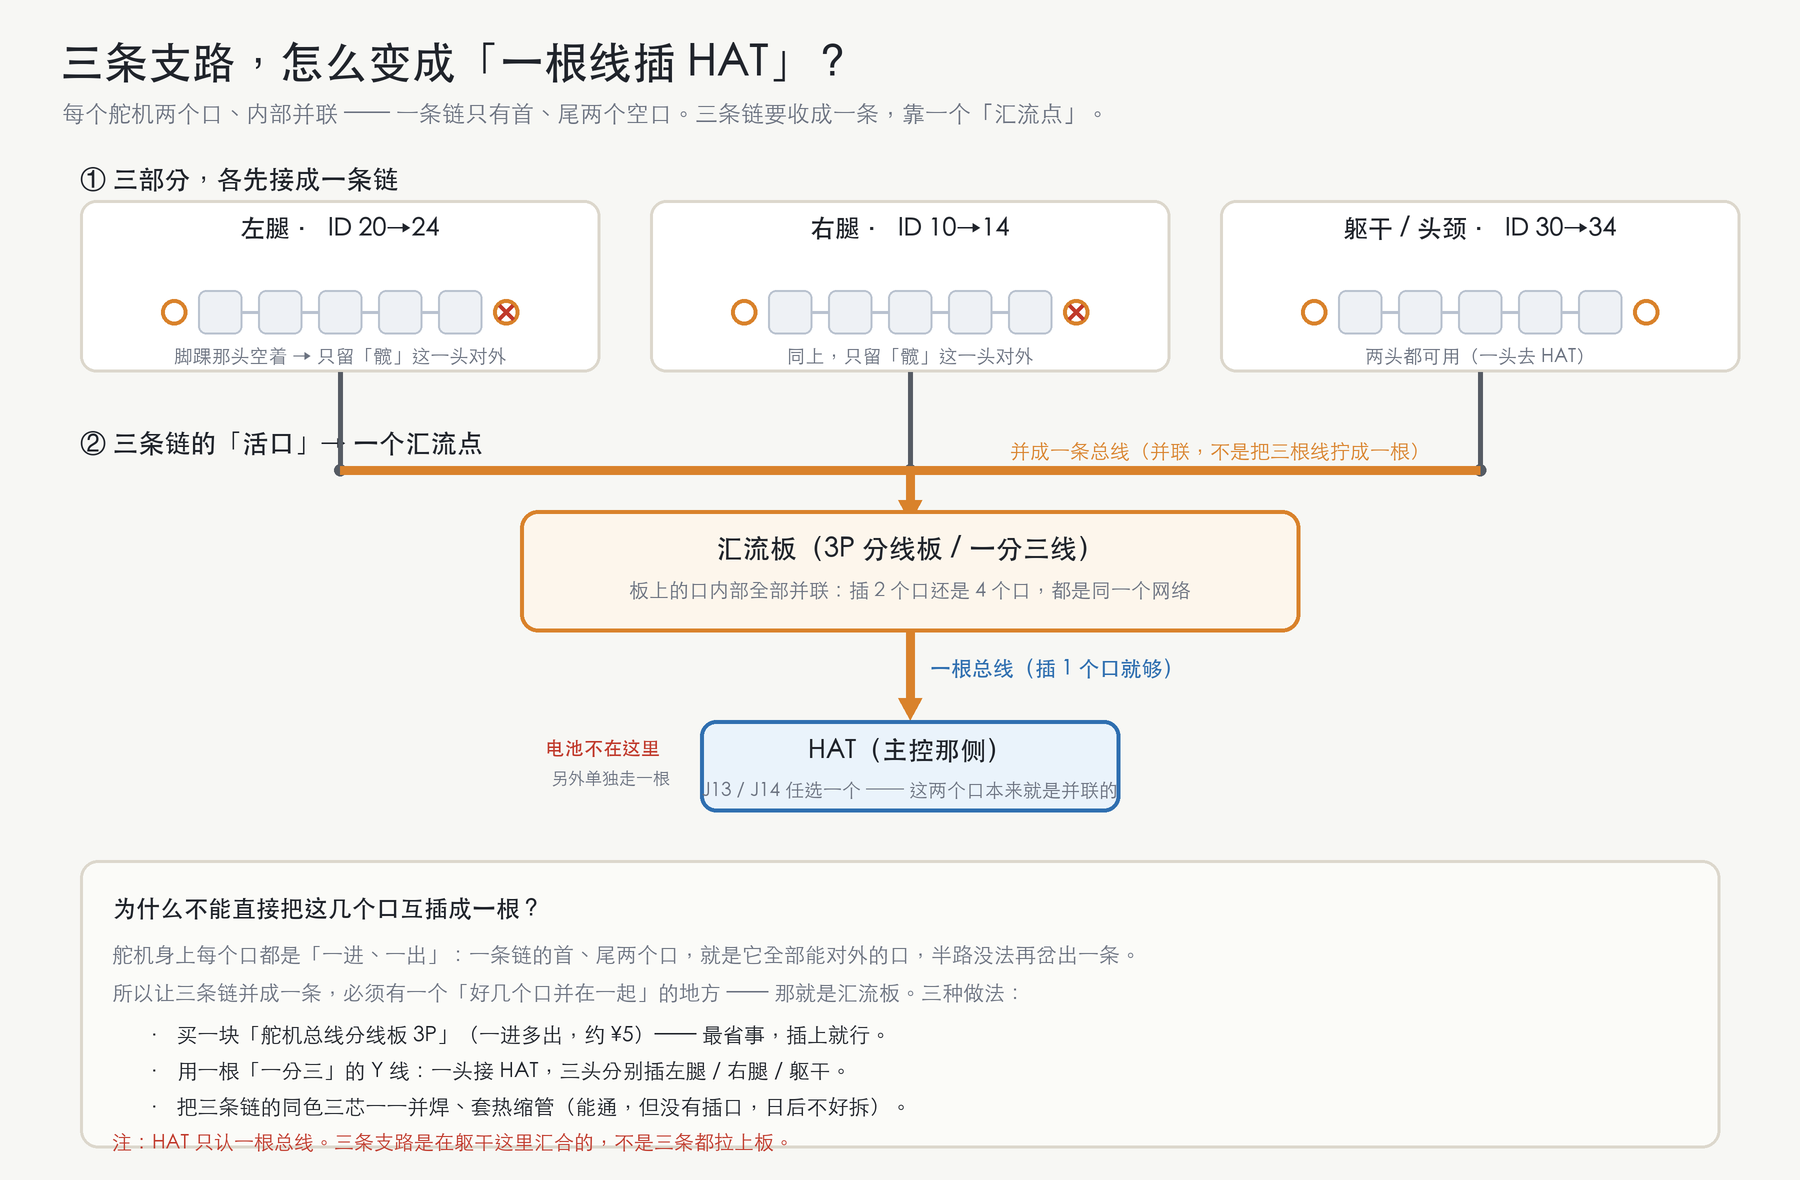 三条支路，怎么变成「一根线插 HAT」？
每个舵机两个口、内部并联 —— 一条链只有首、尾两个空口。三条链要收成一条，靠一个「汇流点」。
① 三部分，各先接成一条链
左腿 · ID 20→24
脚踝那头空着 → 只留「髋」这一头对外
右腿 · ID 10→14
同上，只留「髋」这一头对外
躯干 / 头颈 · ID 30→34
两头都可用（一头去 HAT）
② 三条链的「活口」→ 一个汇流点
并成一条总线（并联，不是把三根线拧成一根）
汇流板（3P 分线板 / 一分三线）
板上的口内部全部并联：插 2 个口还是 4 个口，都是同一个网络
一根总线（插 1 个口就够）
电池不在这里
另外单独走一根
HAT（主控那侧）
J13 / J14 任选一个 —— 这两个口本来就是并联的
为什么不能直接把这几个口互插成一根？
舵机身上每个口都是「一进、一出」：一条链的首、尾两个口，就是它全部能对外的口，半路没法再岔出一条。
所以让三条链并成一条，必须有一个「好几个口并在一起」的地方 —— 那就是汇流板。三种做法：
· 买一块「舵机总线分线板 3P」（一进多出，约 ¥5）—— 最省事，插上就行。
· 用一根「一分三」的 Y 线：一头接 HAT，三头分别插左腿 / 右腿 / 躯干。
· 把三条链的同色三芯一一并焊、套热缩管（能通，但没有插口，日后不好拆）。
注：HAT 只认一根总线。三条支路是在躯干这里汇合的，不是三条都拉上板。